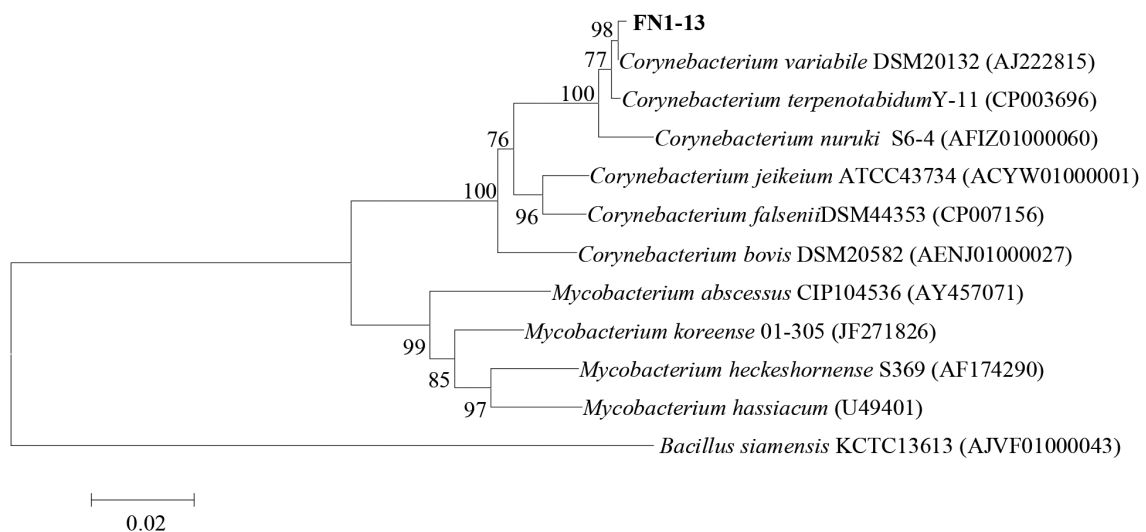 FN1-13
98
Corynebacterium variabile DSM20132 (AJ222815)
77
Corynebacterium terpenotabidumY-11 (CP003696)
100
Corynebacterium nuruki S6-4 (AFIZ01000060)
76
Corynebacterium jeikeium ATCC43734 (ACYW01000001)
100
96
Corynebacterium falseniiDSM44353 (CP007156)
Corynebacterium bovis DSM20582 (AENJ01000027)
Mycobacterium abscessus CIP104536 (AY457071)
Mycobacterium koreense 01-305 (JF271826)
99
Mycobacterium heckeshornense S369 (AF174290)
85
Mycobacterium hassiacum (U49401)
97
Bacillus siamensis KCTC13613 (AJVF01000043)
0.02